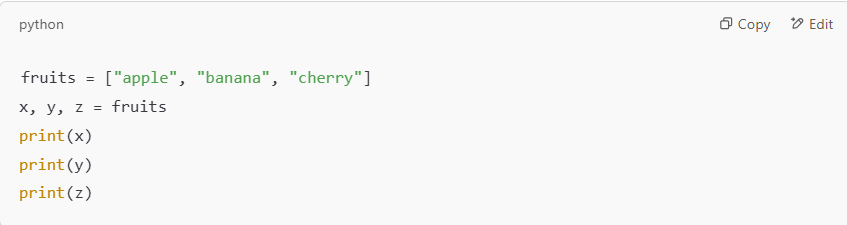 python
Copy
Edit
fruits = ["apple", "banana", "cherry"]
x, y, z = fruits
print(x)
print(y)
print(z)